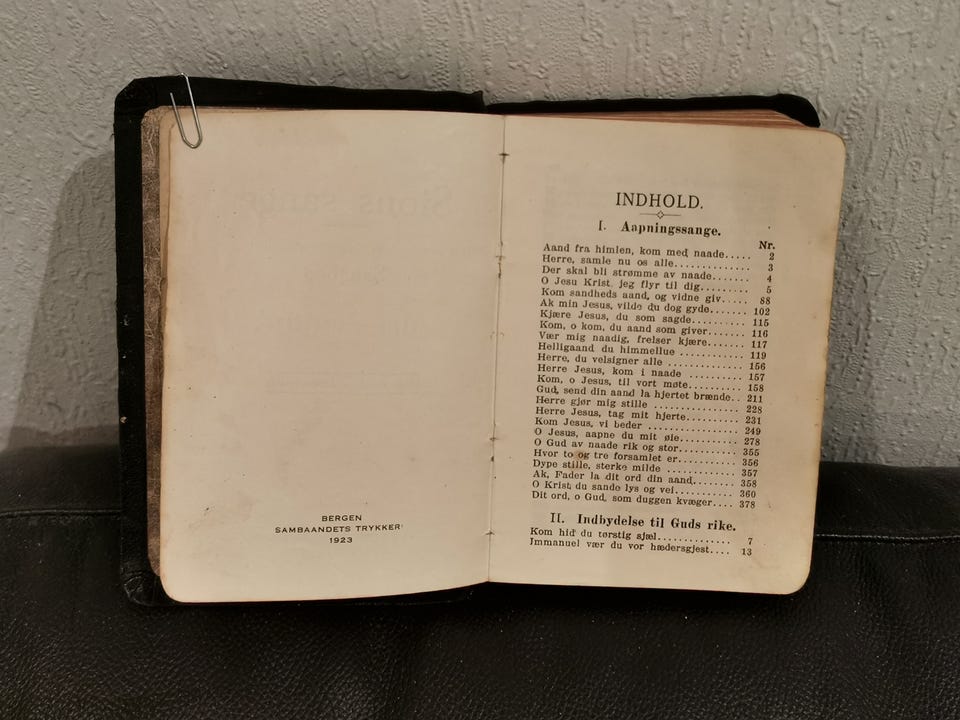 BERGEN
SAMBAANDETS TRYKKERI
1923
INDHOLD.
I. Aapningssange.
Nr.
Aand fra himlen, kom med naade..... 2
Herre, samle nu os alle.............. 3
Der skal bli strømme av naade....... 4
O Jesu Krist, jeg flyr til dig......... 5
Kom sandheds aand, og vidne giv..... 88
Ak min Jesus, vilde du dog gyde....... 102
Kjære Jesus, du som sagde.......... 115
Kom, o kom, du aand som giver...... 116
Vær mig naadig, frelser kjære....... 117
Helligaand du himmellue ........... 119
Herre, du velsigner alle ............ 156
Herre Jesus, kom i naade .......... 157
Kom, o Jesus, til vort møte.......... 158
Gud, send din aand la hjertet brænde.. 211
Herre gjør mig stille .............. 228
Herre Jesus, tag mit hjerte.......... 231
Kom Jesus, vi beder ............... 249
O Jesus, aapne du mit øie........... 278
O Gud av naade rik og stor.......... 355
Hvor to og tre forsamlet er.......... 356
Dype stille, sterke milde ........... 357
Ak, Fader la dit ord din aand........ 358
O Krist du sande lys og vei.......... 360
Dit ord, o Gud, som duggen kvæger.... 378
II. Indbydelse til Guds rike.
Kom hid du tørstig sjæl............. 7
Immanuel vær du vor hædersgjest.... 13